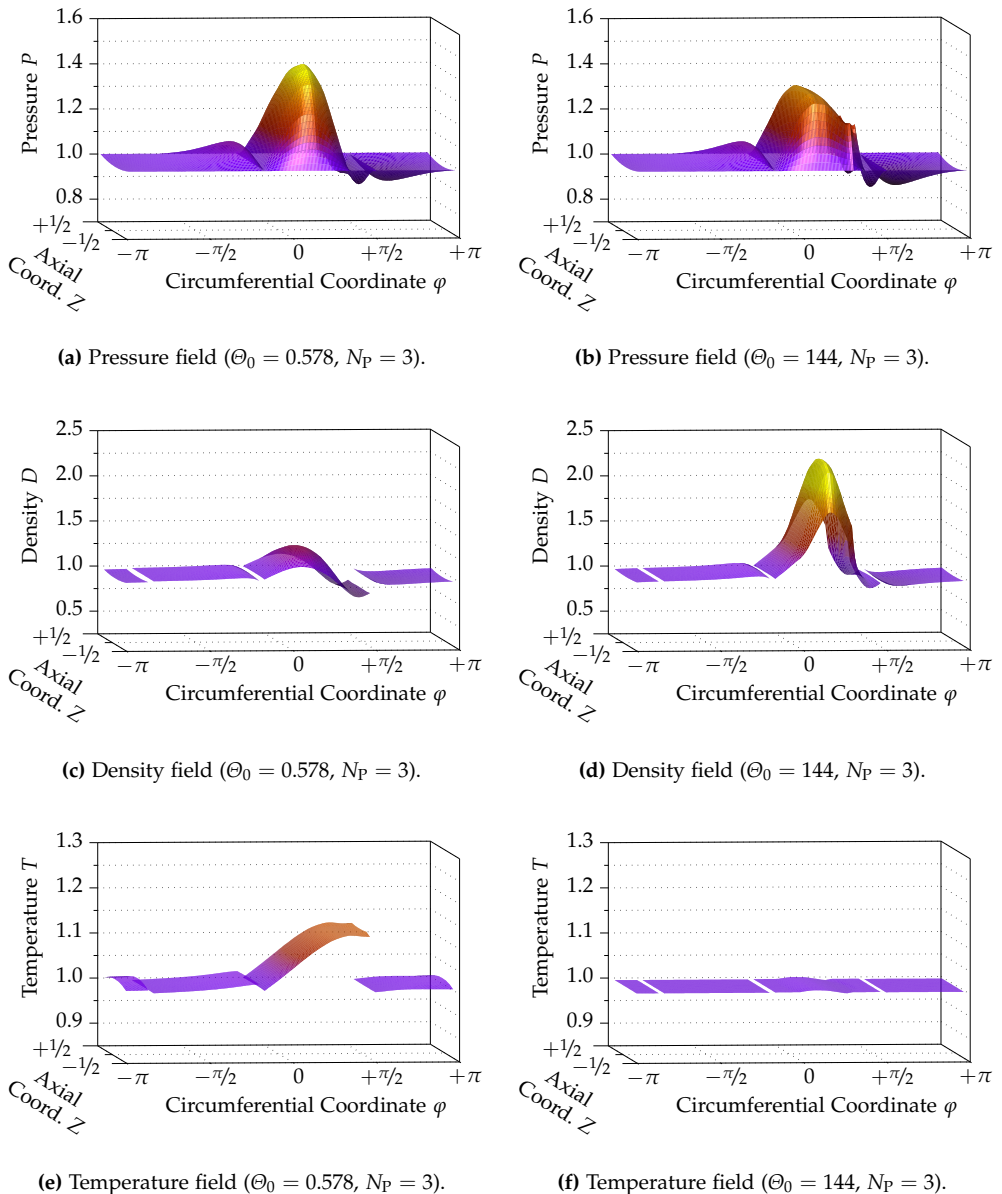 1.6
1.4
1.2
1.0
0.8
Pressure P
+1/2
−1/2
Axial
Coord. Z
−π
−π/2
0
+π/2
+π
Circumferential Coordinate φ
(a) Pressure field (Θ0 = 0.578, NP = 3).
1.6
1.4
1.2
1.0
0.8
Pressure P
+1/2
−1/2
Axial
Coord. Z
−π
−π/2
0
+π/2
+π
Circumferential Coordinate φ
(b) Pressure field (Θ0 = 144, NP = 3).
2.5
2.0
1.5
1.0
0.5
Density D
+1/2
−1/2
Axial
Coord. Z
−π
−π/2
0
+π/2
+π
Circumferential Coordinate φ
(c) Density field (Θ0 = 0.578, NP = 3).
2.5
2.0
1.5
1.0
0.5
Density D
+1/2
−1/2
Axial
Coord. Z
−π
−π/2
0
+π/2
+π
Circumferential Coordinate φ
(d) Density field (Θ0 = 144, NP = 3).
1.3
1.2
1.1
1.0
0.9
Temperature T
+1/2
−1/2
Axial
Coord. Z
−π
−π/2
0
+π/2
+π
Circumferential Coordinate φ
(e) Temperature field (Θ0 = 0.578, NP = 3).
1.3
1.2
1.1
1.0
0.9
Temperature T
+1/2
−1/2
Axial
Coord. Z
−π
−π/2
0
+π/2
+π
Circumferential Coordinate φ
(f) Temperature field (Θ0 = 144, NP = 3).